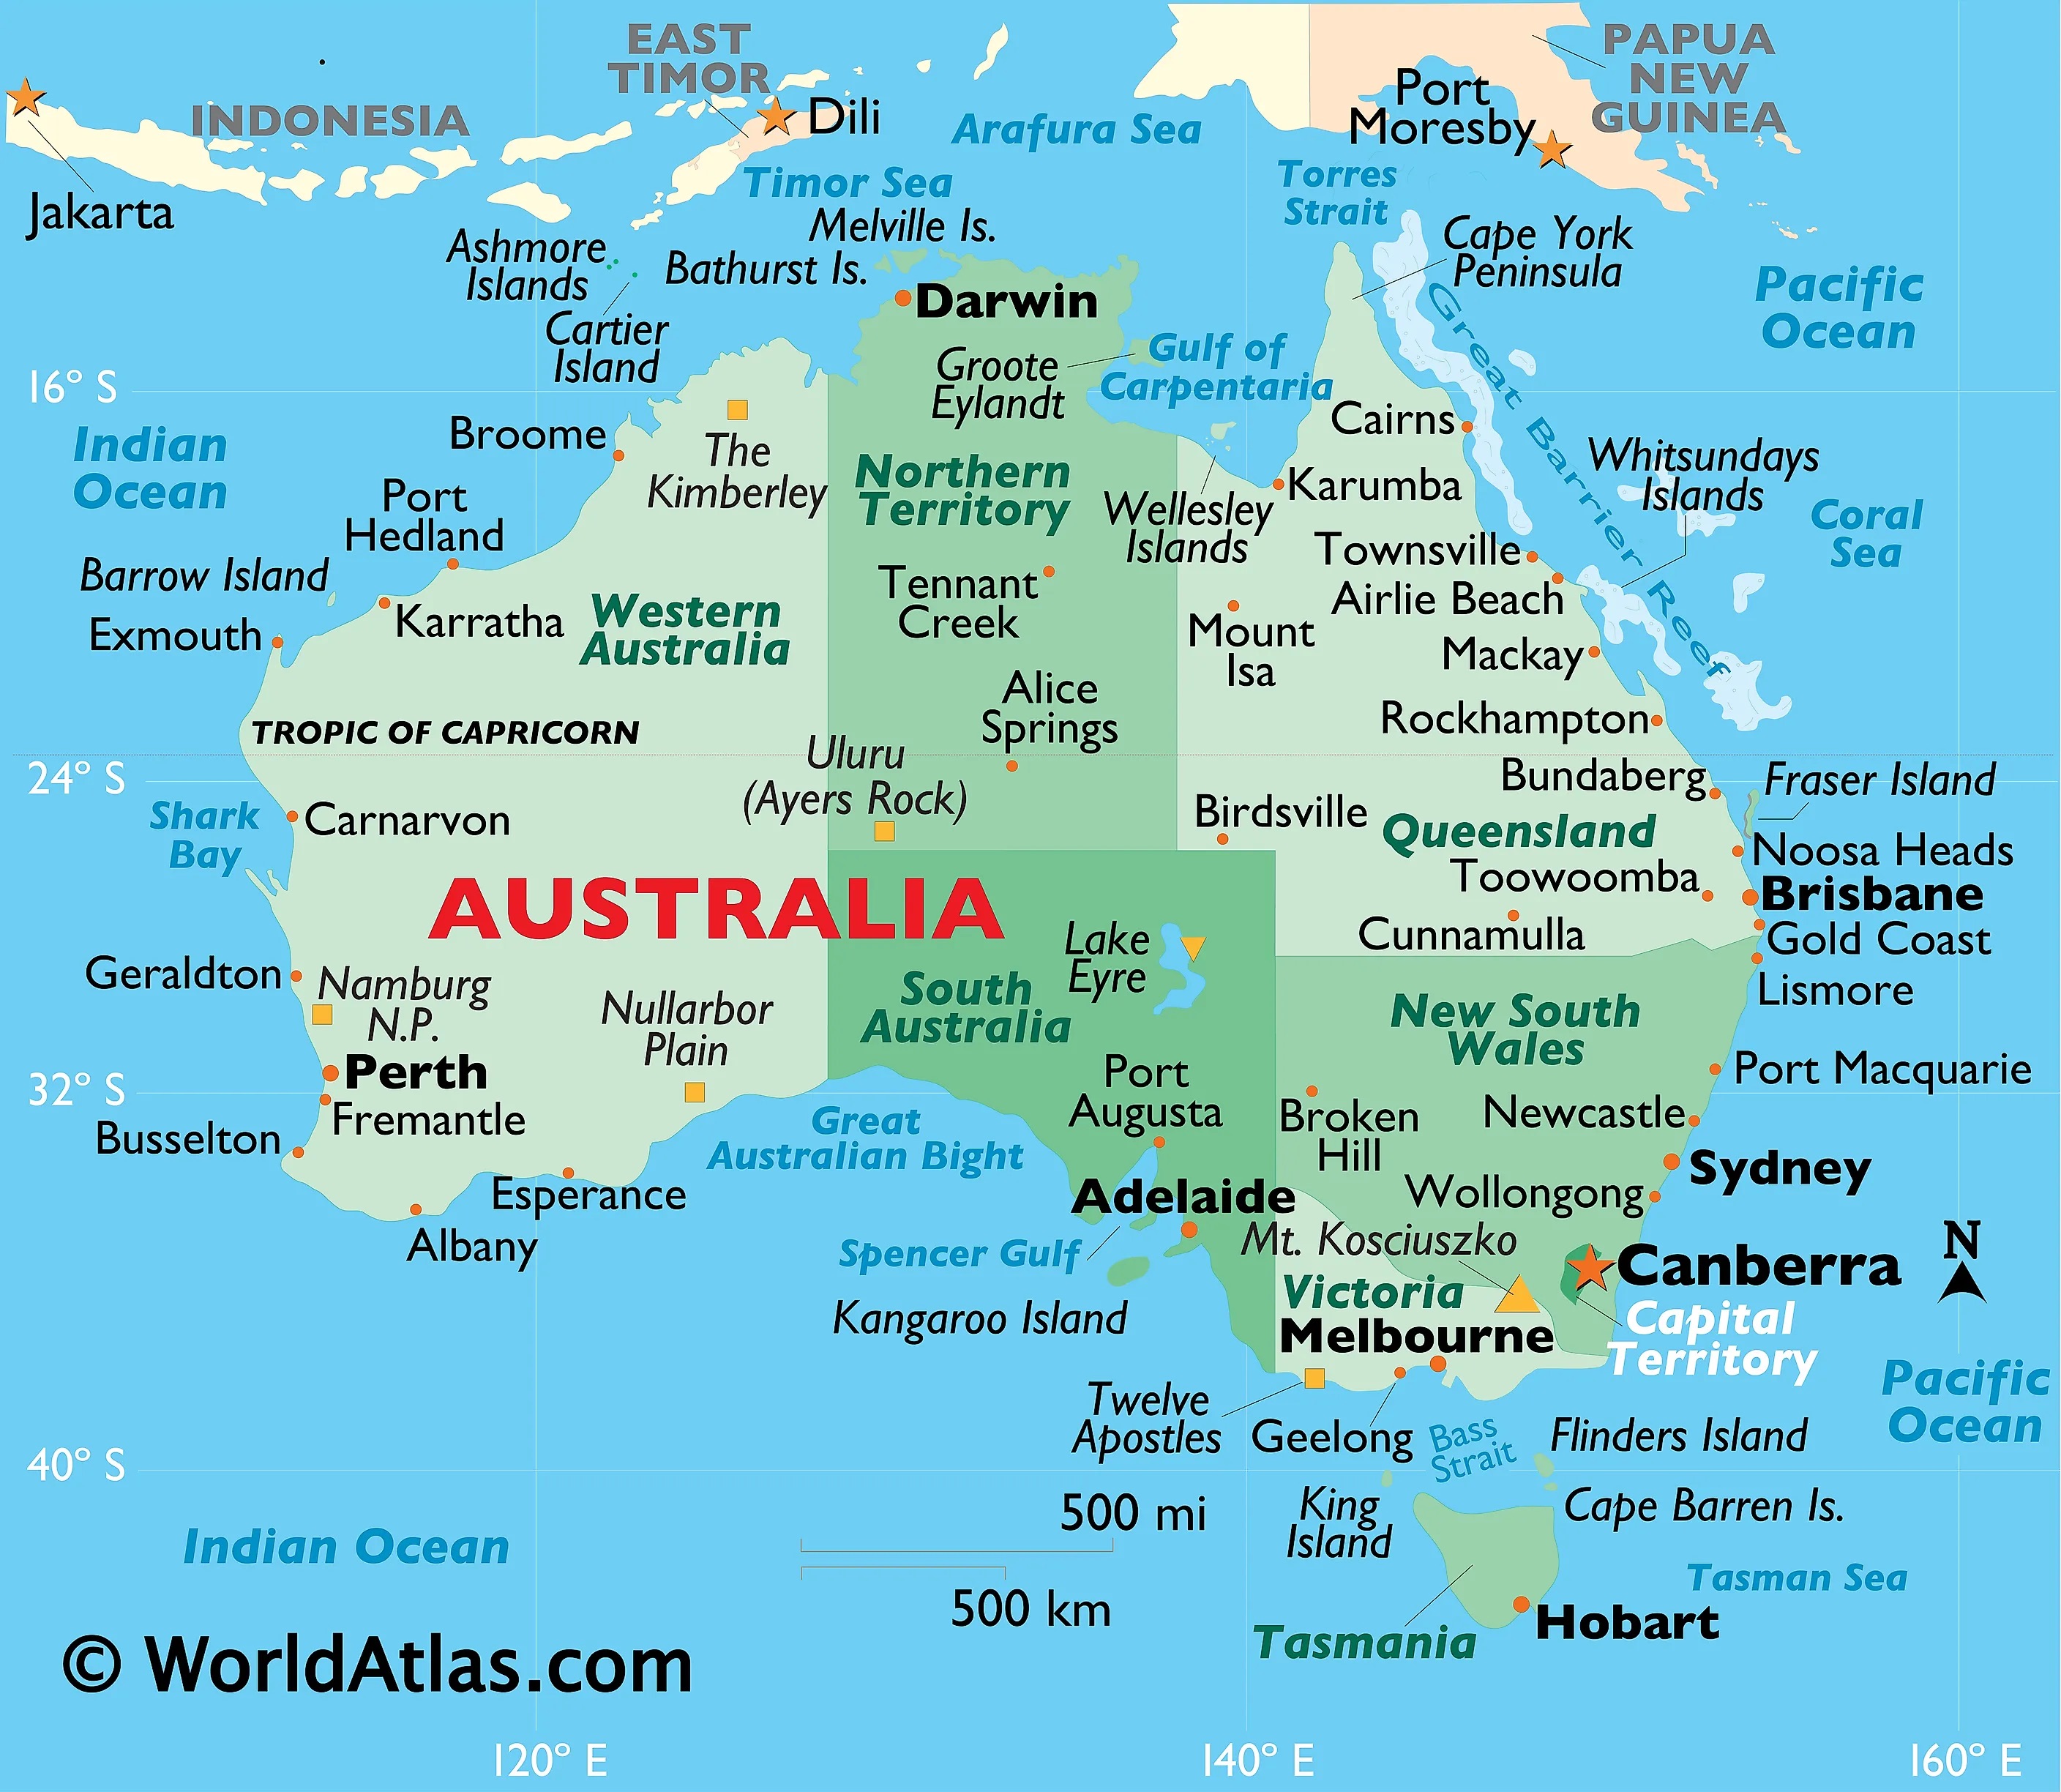 EAST
TIMOR
PAPUA
NEW
GUINEA
INDONESIA
Dili
Port
Moresby
Arafura Sea
Jakarta
Timor Sea
Torres
Strait
Melville Is.
Ashmore
Islands
Bathurst Is.
Cape York
Peninsula
Pacific
Ocean
Darwin
Cartier
Island
Groote
Eylandt
Gulf of
Carpentaria
Great Barrier Reef
16° S
Indian
Ocean
Broome
The
Kimberley
Northern
Territory
Cairns
Karumba
Whitsundays
Islands
Port
Hedland
Wellesley
Islands
Coral
Sea
Townsville
Barrow Island
Tennant
Creek
Airlie Beach
Exmouth
Karratha
Western
Australia
Mount
Isa
Mackay
Alice
Springs
Rockhampton
TROPIC OF CAPRICORN
24° S
Uluru
(Ayers Rock)
Bundaberg
Fraser Island
Shark
Bay
Carnarvon
Birdsville
Queensland
Noosa Heads
Toowoomba
Brisbane
AUSTRALIA
Cunnamulla
Gold Coast
Lake
Eyre
Geraldton
Namburg
N.P.
Nullarbor
Plain
South
Australia
New South
Wales
Lismore
32° S
Perth
Port
Augusta
Port Macquarie
Fremantle
Busselton
Great
Australian Bight
Broken
Hill
Newcastle
Sydney
Esperance
Adelaide
Wollongong
Albany
Spencer Gulf
Mt. Kosciuszko
Canberra
N
Kangaroo Island
Victoria
Melbourne
Capital
Territory
Pacific
Ocean
Twelve
Apostles
Geelong
Bass
Strait
Flinders Island
40° S
500 mi
King
Island
Cape Barren Is.
Indian Ocean
500 km
Tasman Sea
Hobart
Tasmania
© WorldAtlas.com
120° E
140° E
160° E